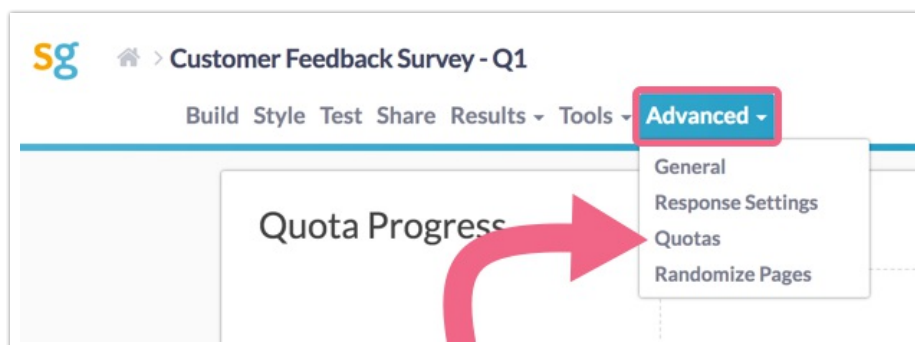 sg > Customer Feedback Survey - Q1
Build Style Test Share Results Tools Advanced
General
Response Settings
Quota Progress
Quotas
Randomize Pages